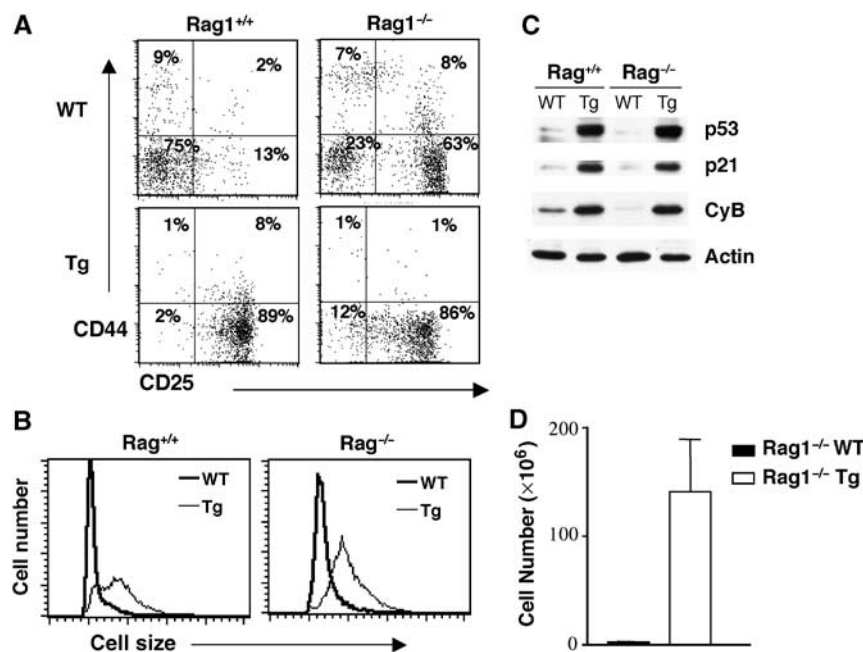 A
Rag1+/+
Rag1–/–
WT
9%
2%
75%
13%
7%
8%
23%
63%
Tg
1%
8%
2%
89%
1%
1%
12%
86%
CD44
CD25
B
Rag+/+
Rag–/–
Cell number
WT
Tg
WT
Tg
Cell size
C
Rag+/+
Rag–/–
WT Tg WT Tg
p53
p21
CyB
Actin
D
Cell Number (×10⁶)
200
100
0
Rag1–/– WT
Rag1–/– Tg